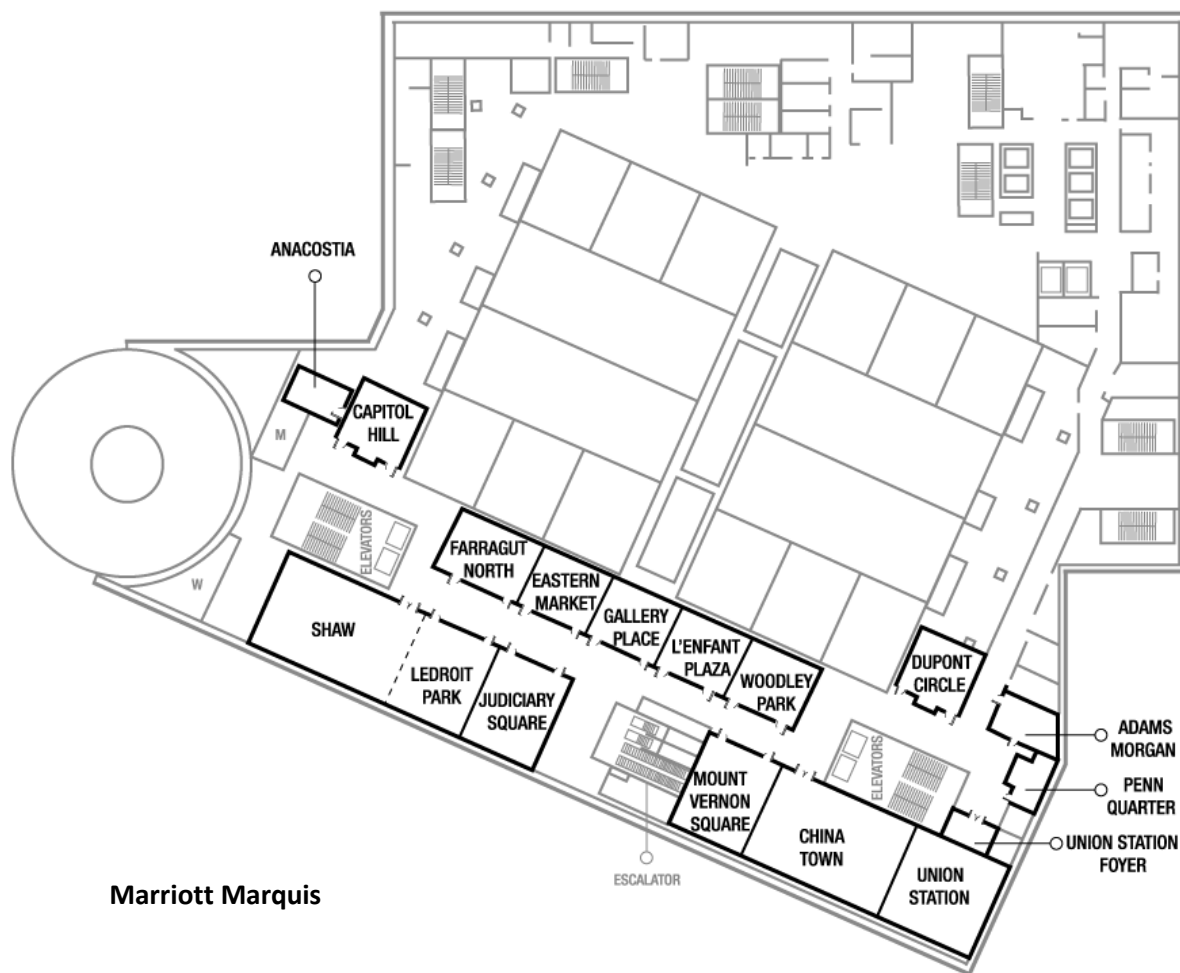 ANACOSTIA
CAPITOL
HILL
M
ELEVATORS
W
FARRAGUT
NORTH
EASTERN
MARKET
GALLERY
PLACE
L'ENFANT
PLAZA
WOODLEY
PARK
SHAW
LEDROIT
PARK
JUDICIARY
SQUARE
DUPONT
CIRCLE
ADAMS
MORGAN
PENN
QUARTER
UNION STATION
FOYER
ELEVATORS
MOUNT
VERNON
SQUARE
CHINA
TOWN
UNION
STATION
ESCALATOR
Marriott Marquis